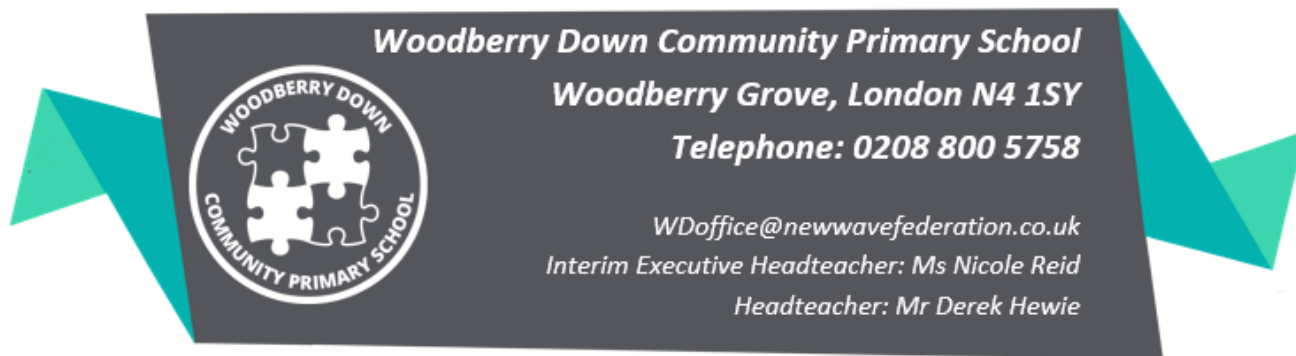 Woodberry Down Community Primary School
Woodberry Grove, London N4 1SY
Telephone: 0208 800 5758
WDoffice@newwavefederation.co.uk
Interim Executive Headteacher: Ms Nicole Reid
Headteacher: Mr Derek Hewie
WOODBERRY DOWN
COMMUNITY PRIMARY SCHOOL